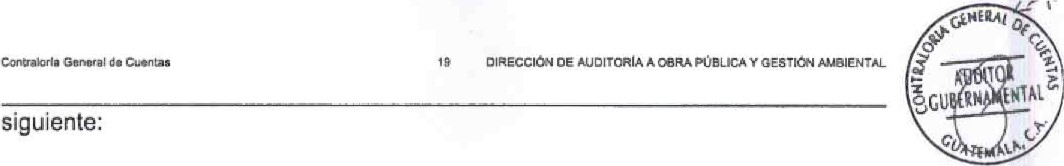 Contraloría General de Cuentas 19 DIRECCIÓN DE AUDITORÍA A OBRA PÚBLICA Y GESTIÓN AMBIENTAL
CONTRALORIA GENERAL DE CUENTAS
AUDITOR
GUBERNAMENTAL
GUATEMALA, C.A.
siguiente: